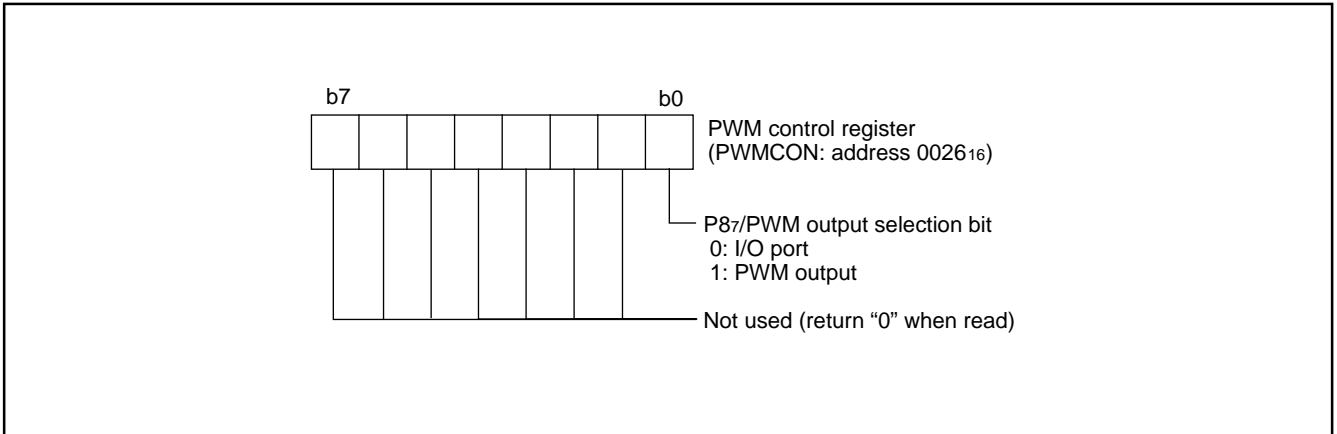 b7 b0
PWM control register
(PWMCON: address 002616)
P87/PWM output selection bit
0: I/O port
1: PWM output
Not used (return “0” when read)